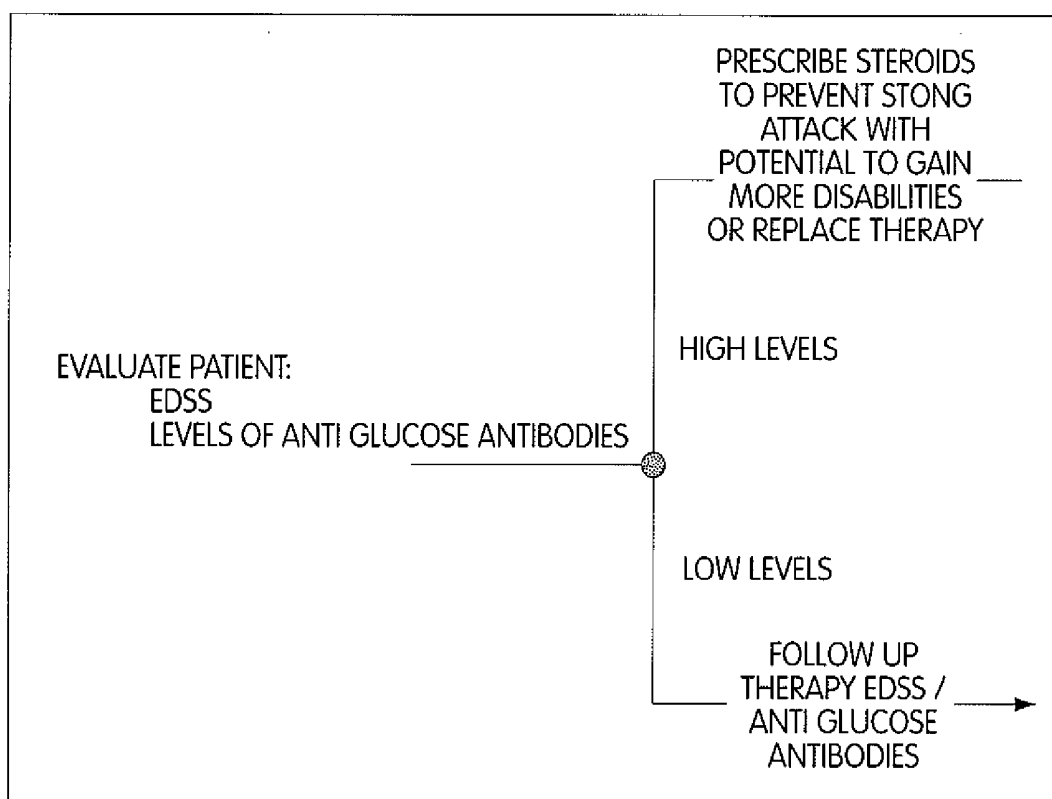 PRESCRIBE STEROIDS
TO PREVENT STONG
ATTACK WITH
POTENTIAL TO GAIN
MORE DISABILITIES
OR REPLACE THERAPY
HIGH LEVELS
EVALUATE PATIENT:
EDSS
LEVELS OF ANTI GLUCOSE ANTIBODIES
LOW LEVELS
FOLLOW UP
THERAPY EDSS /
ANTI GLUCOSE
ANTIBODIES